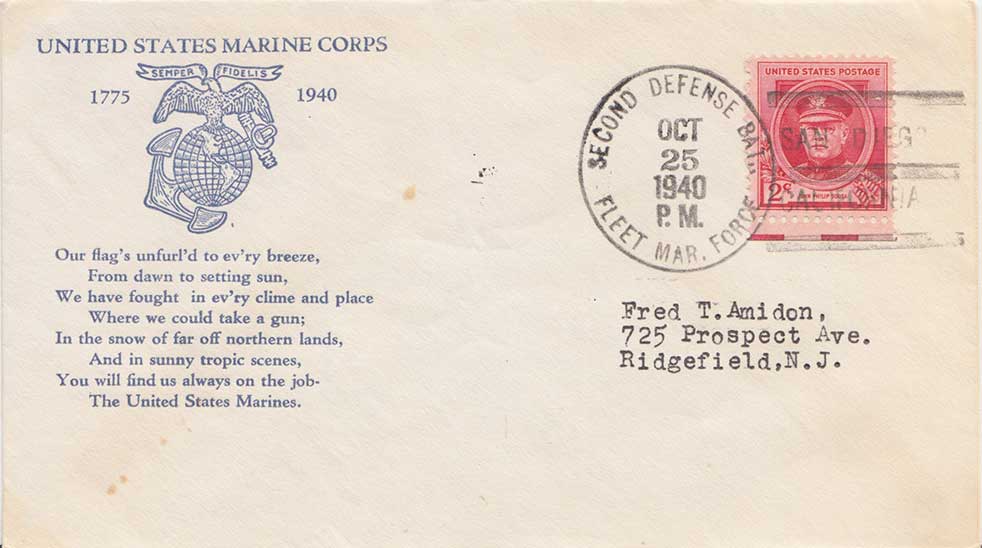 UNITED STATES MARINE CORPS
SEMPER FIDELIS
1775 1940
Our flag's unfurl'd to ev'ry breeze,
From dawn to setting sun,
We have fought in ev'ry clime and place
Where we could take a gun;
In the snow of far off northern lands,
And in sunny tropic scenes,
You will find us always on the job-
The United States Marines.
SECOND DEFENSE BATT.
OCT
25
1940
P.M.
FLEET MAR. FORCE
UNITED STATES POSTAGE
2¢
SAN DIEGO
CALIFORNIA
Fred T. Amidon,
725 Prospect Ave.
Ridgefield,N.J.